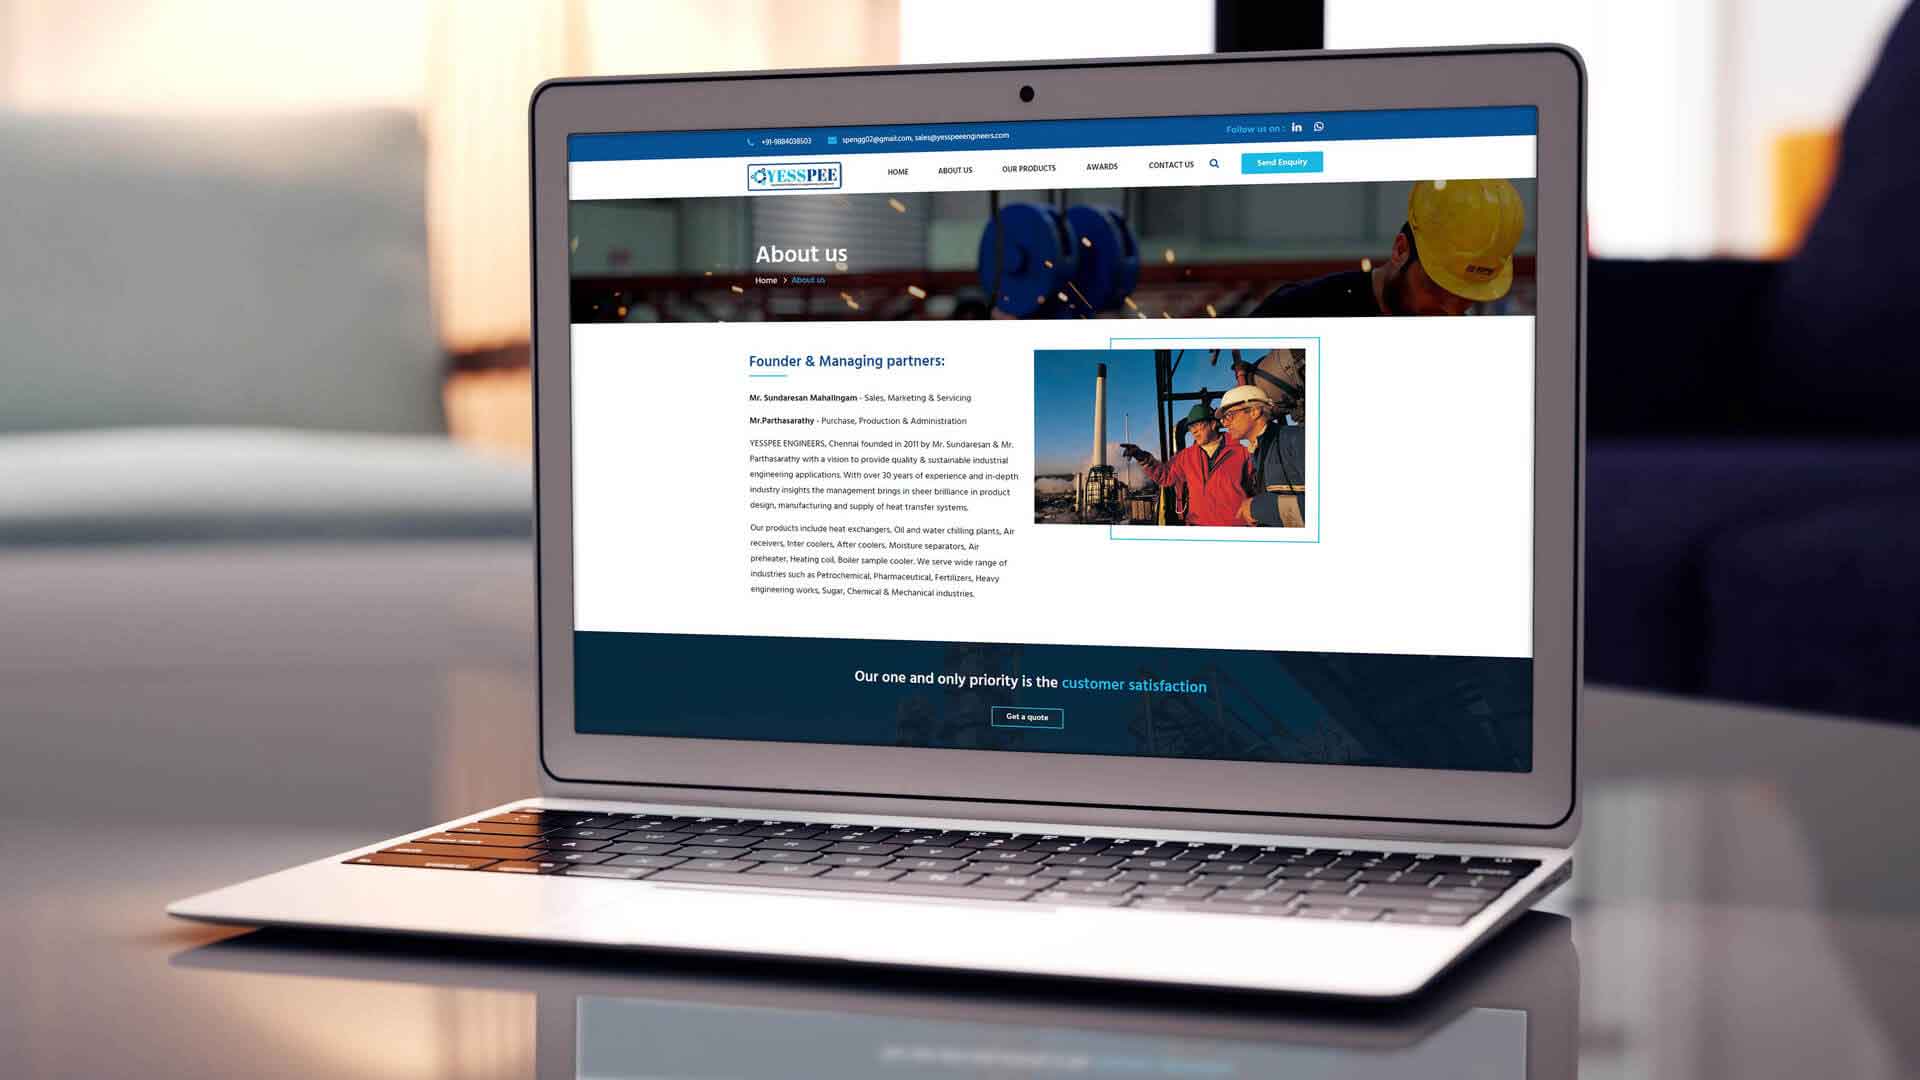 +91-9884038503
spengg02@gmail.com, sales@yesspeeengineers.com
Follow us on :
YESSPEE
HOME
ABOUT US
OUR PRODUCTS
AWARDS
CONTACT US
Send Enquiry
About us
Home > About us
Founder & Managing partners:
Mr. Sundaresan Mahalingam - Sales, Marketing & Servicing
Mr.Parthasarathy - Purchase, Production & Administration
YESSPEE ENGINEERS, Chennai founded in 2011 by Mr. Sundaresan & Mr.
Parthasarathy with a vision to provide quality & sustainable industrial
engineering applications. With over 30 years of experience and in-depth
industry insights the management brings in sheer brilliance in product
design, manufacturing and supply of heat transfer systems.
Our products include heat exchangers, Oil and water chilling plants, Air
receivers, Inter coolers, After coolers, Moisture separators, Air
preheater, Heating coil, Boiler sample cooler. We serve wide range of
industries such as Petrochemical, Pharmaceutical, Fertilizers, Heavy
engineering works, Sugar, Chemical & Mechanical industries.
Our one and only priority is the customer satisfaction
Get a quote